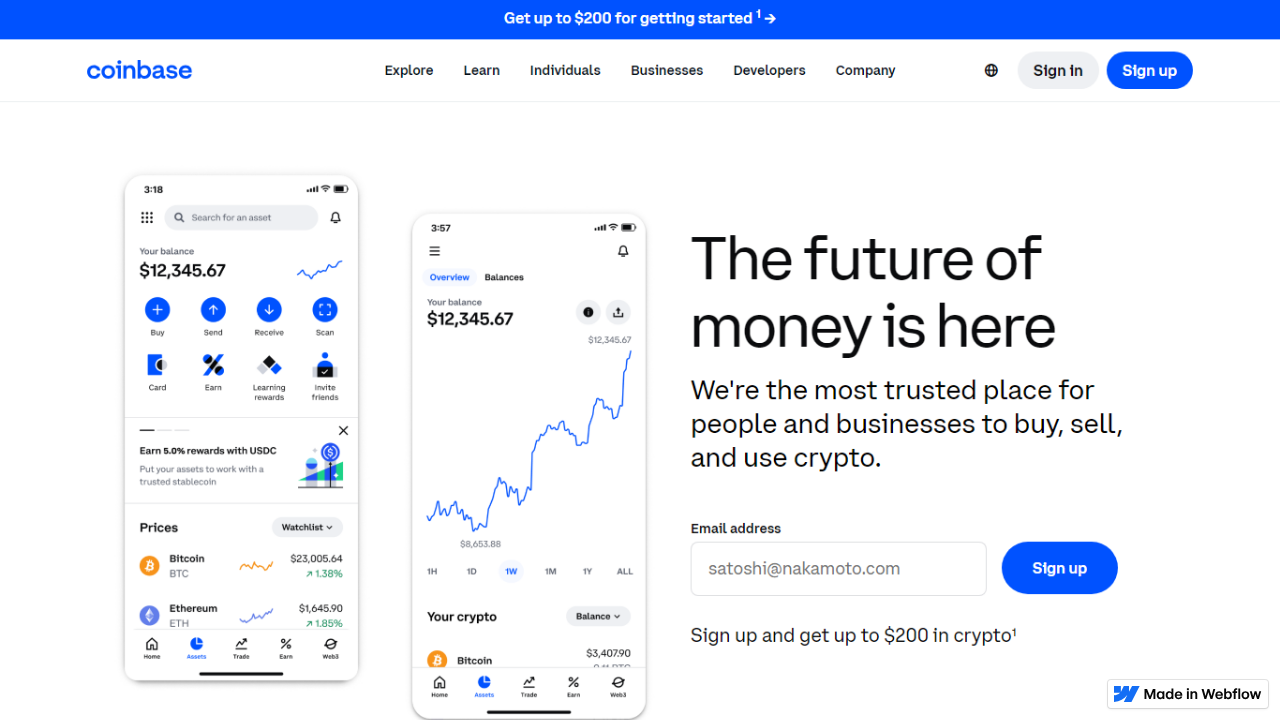 Get up to $200 for getting started ¹ →
coinbase
Explore Learn Individuals Businesses Developers Company
Sign in
Sign up
3:18
Search for an asset
Your balance
$12,345.67
Buy Send Receive Scan
Card Earn Learning rewards Invite friends
Earn 5.0% rewards with USDC
Put your assets to work with a
trusted stablecoin
Prices
Watchlist
Bitcoin $23,005.64
BTC ↗ 1.38%
Ethereum $1,645.90
ETH ↗ 1.85%
Home Assets Trade Earn Web3
3:57
Overview Balances
Your balance
$12,345.67
$12,345.67
$8,653.88
1H 1D 1W 1M 1Y ALL
Your crypto
Balance
Bitcoin $3,407.90
Home Assets Trade Earn Web3
The future of
money is here
We're the most trusted place for
people and businesses to buy, sell,
and use crypto.
Email address
satoshi@nakamoto.com
Sign up
Sign up and get up to $200 in crypto¹
Made in Webflow